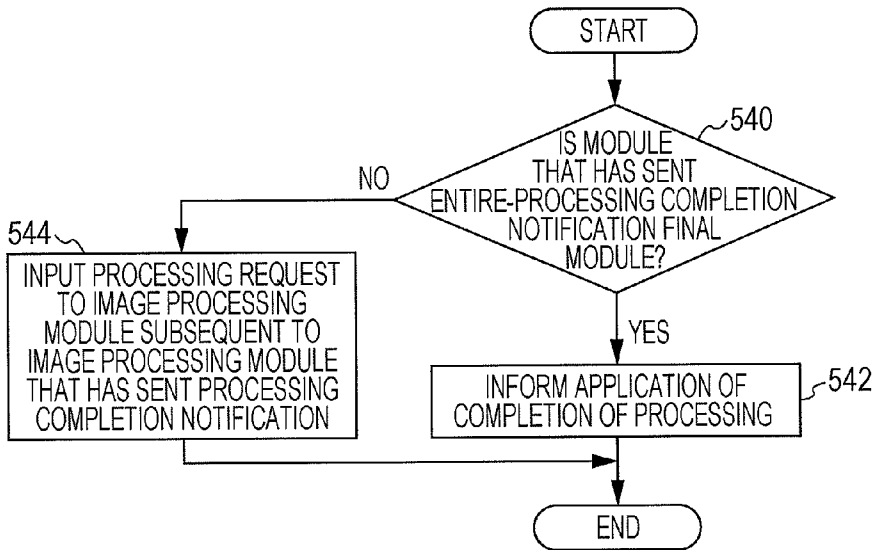 START
540
IS MODULE
THAT HAS SENT
ENTIRE-PROCESSING COMPLETION
NOTIFICATION FINAL
MODULE?
NO
544
INPUT PROCESSING REQUEST
TO IMAGE PROCESSING
MODULE SUBSEQUENT TO
IMAGE PROCESSING MODULE
THAT HAS SENT PROCESSING
COMPLETION NOTIFICATION
YES
INFORM APPLICATION OF
COMPLETION OF PROCESSING
542
END